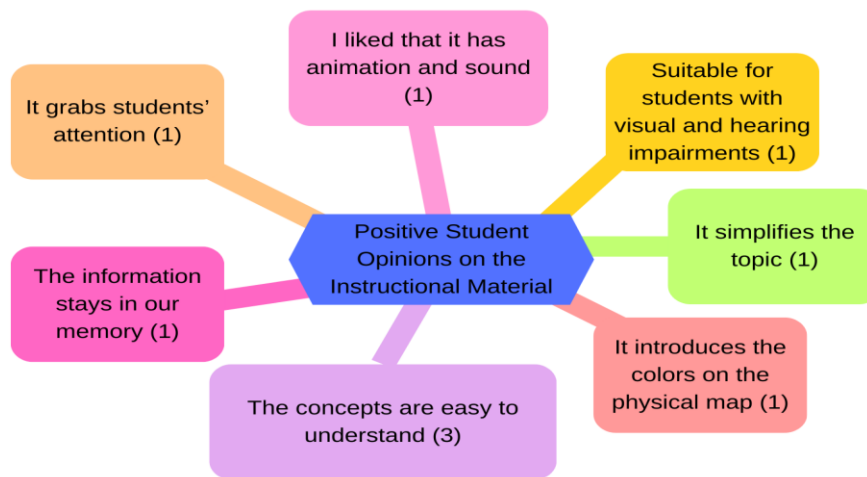 I liked that it has
animation and sound
(1)
It grabs students’
attention (1)
Suitable for
students with
visual and hearing
impairments (1)
Positive Student
Opinions on the
Instructional Material
It simplifies the
topic (1)
The information
stays in our
memory (1)
It introduces the
colors on the
physical map (1)
The concepts are easy to
understand (3)